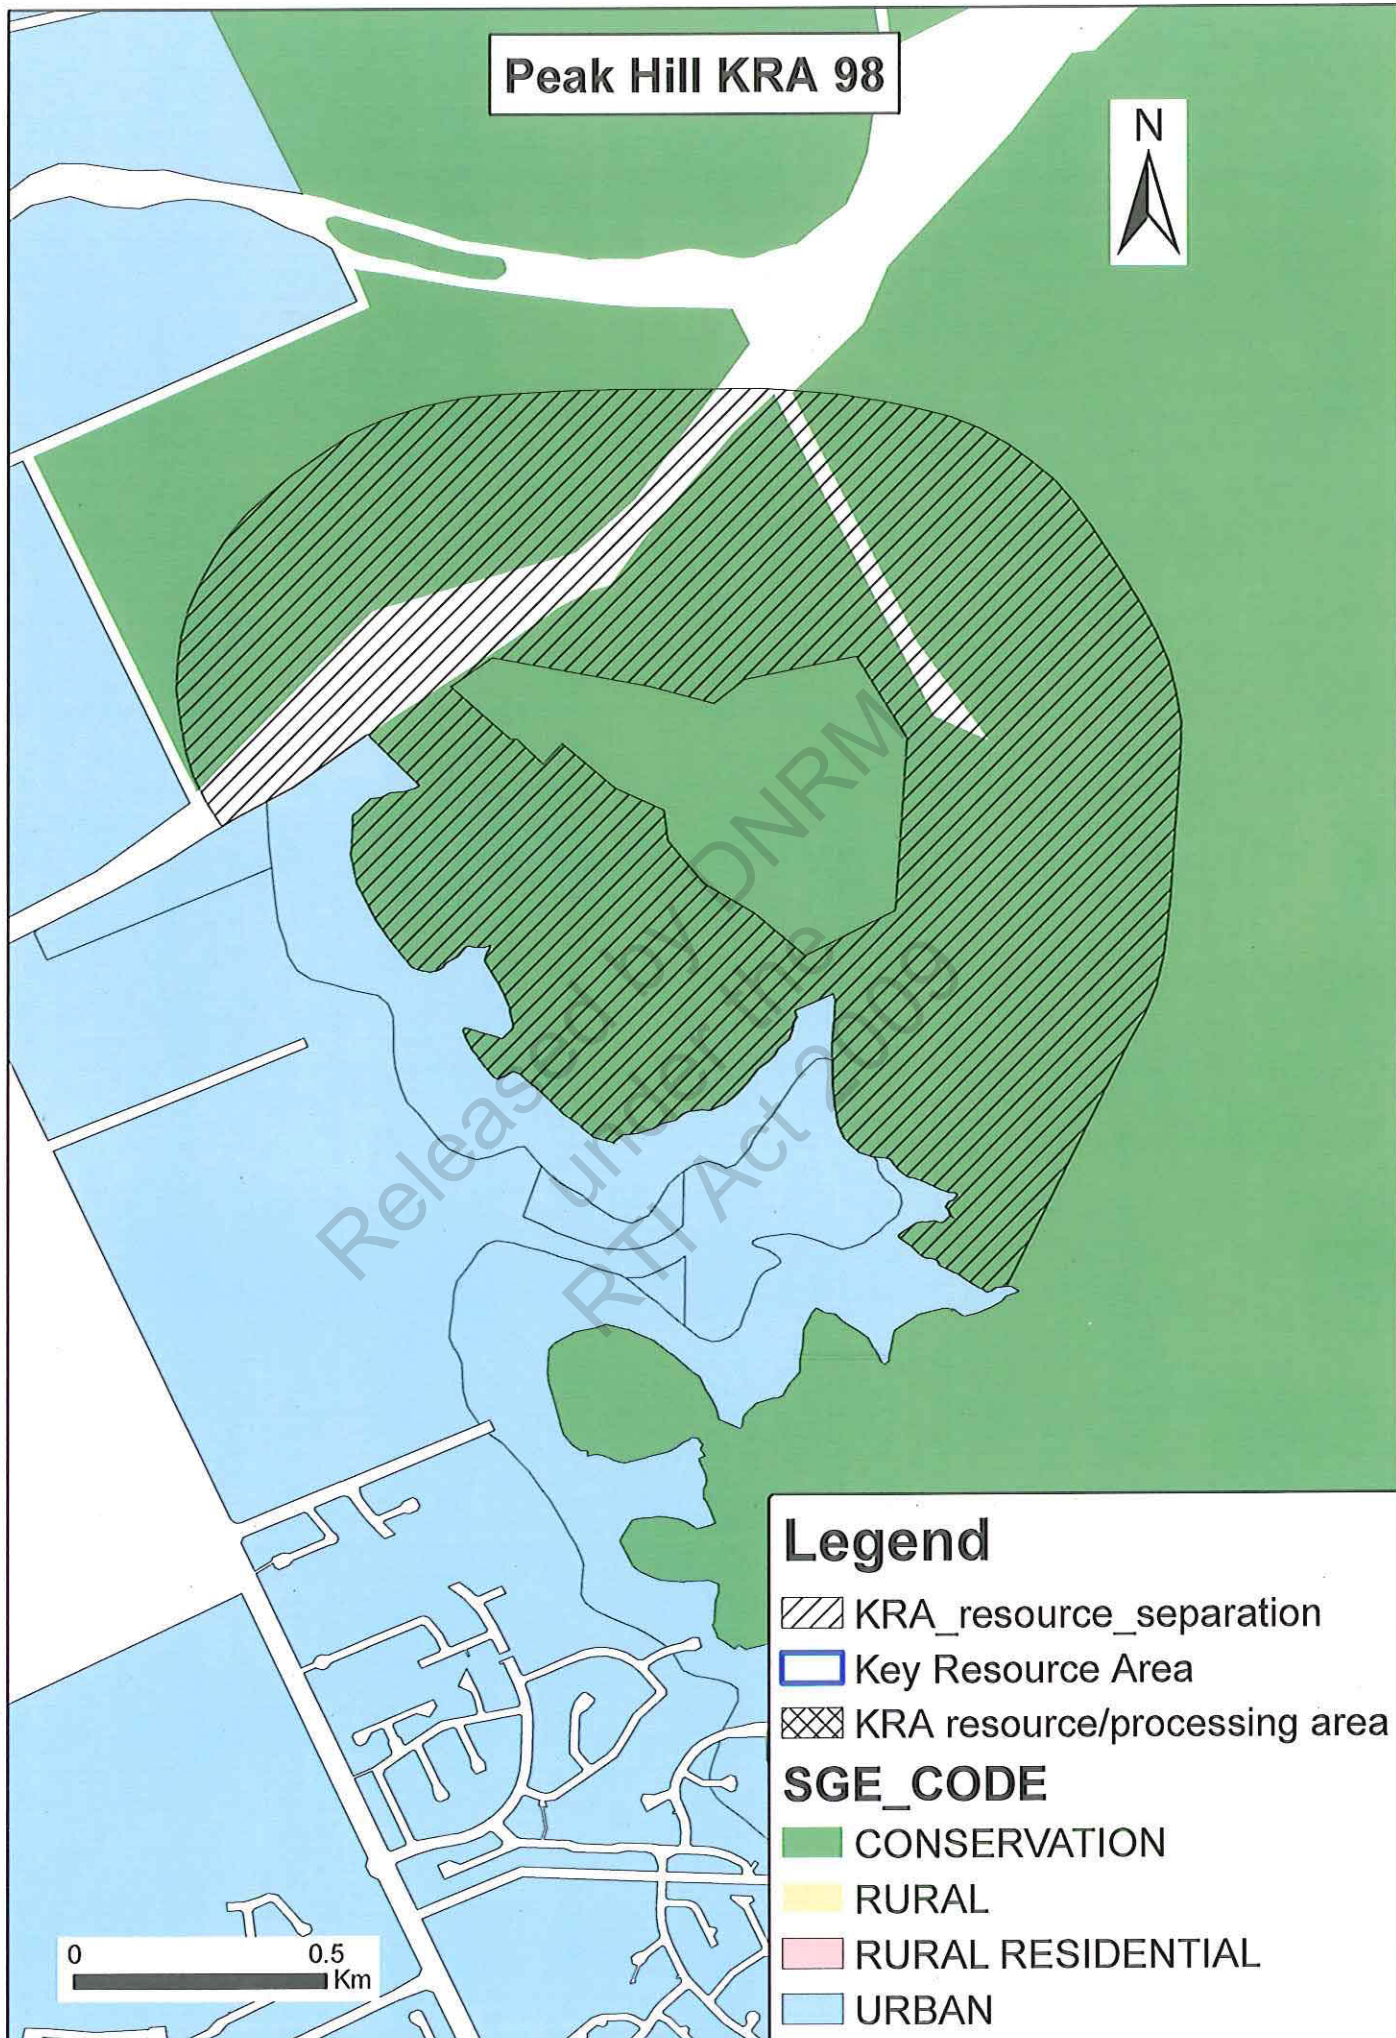 Peak Hill KRA 98
N
Released by DNRM
under the
RTI Act 2009
Legend
KRA_resource_separation
Key Resource Area
KRA resource/processing area
SGE_CODE
CONSERVATION
RURAL
RURAL RESIDENTIAL
URBAN
0 0.5
Km